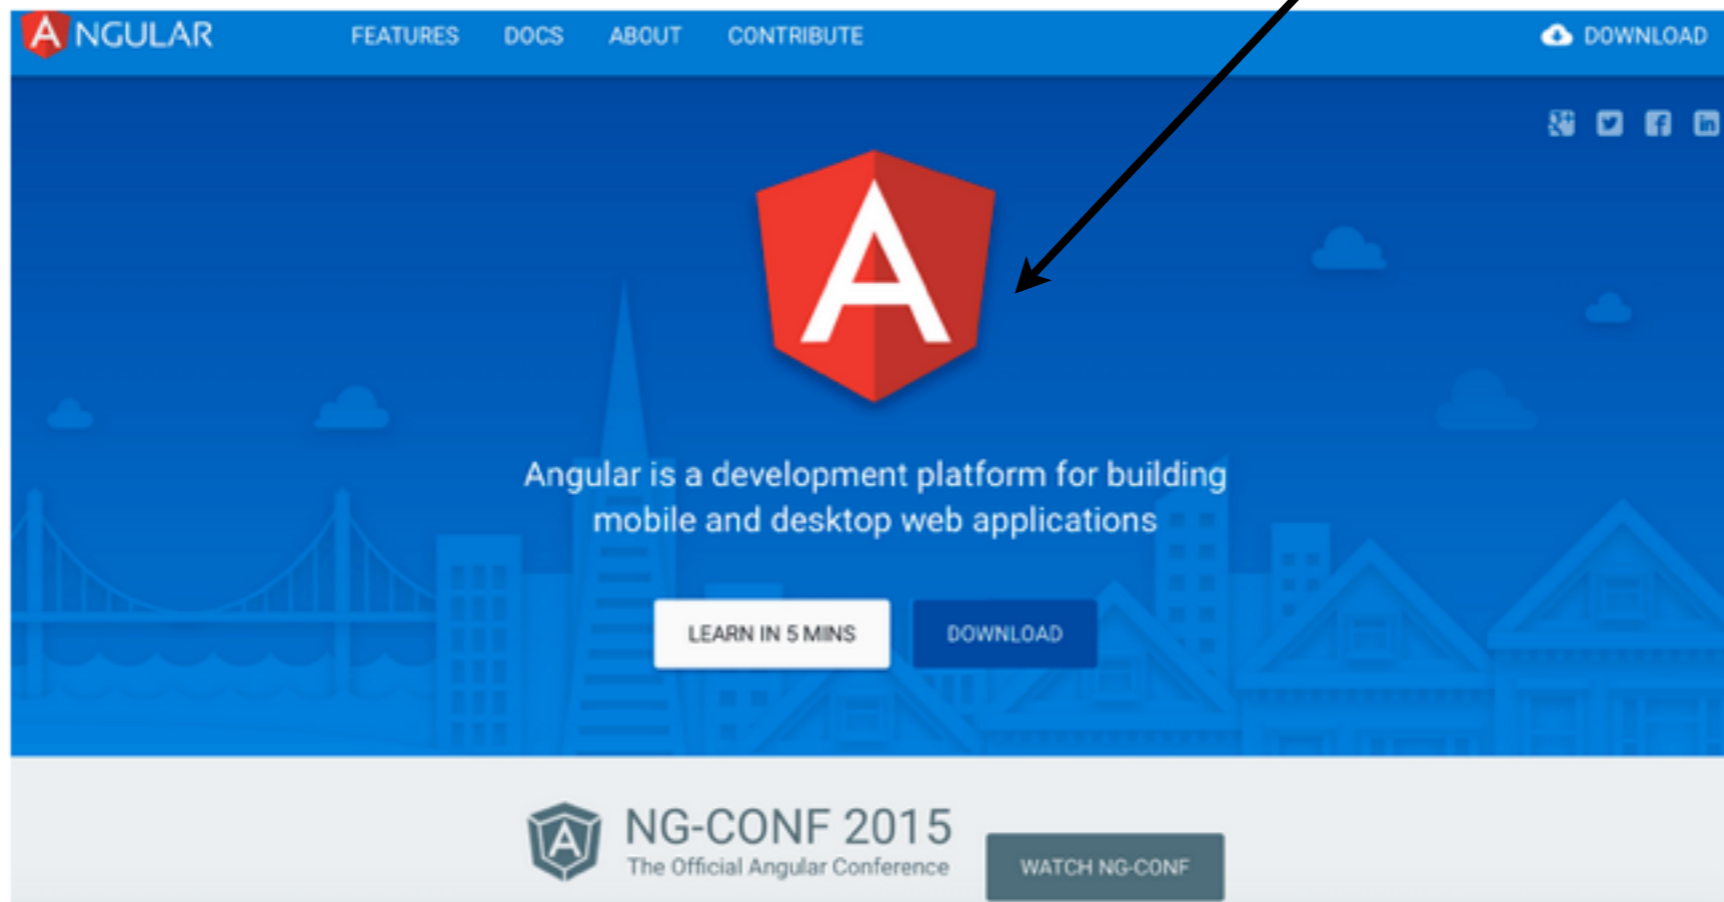 ANGULAR FEATURES DOCS ABOUT CONTRIBUTE DOWNLOAD
A
Angular is a development platform for building
mobile and desktop web applications
LEARN IN 5 MINS DOWNLOAD
A NG-CONF 2015
The Official Angular Conference
WATCH NG-CONF